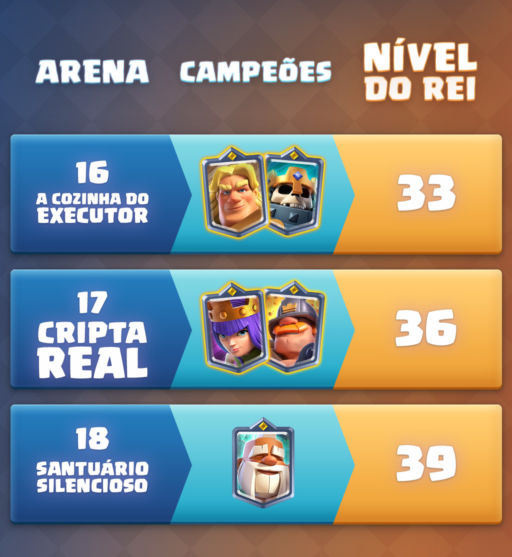 ARENA CAMPEÕES NÍVEL
DO REI
16
A COZINHA DO
EXECUTOR
33
17
CRIPTA
REAL
36
18
SANTUÁRIO
SILENCIOSO
39